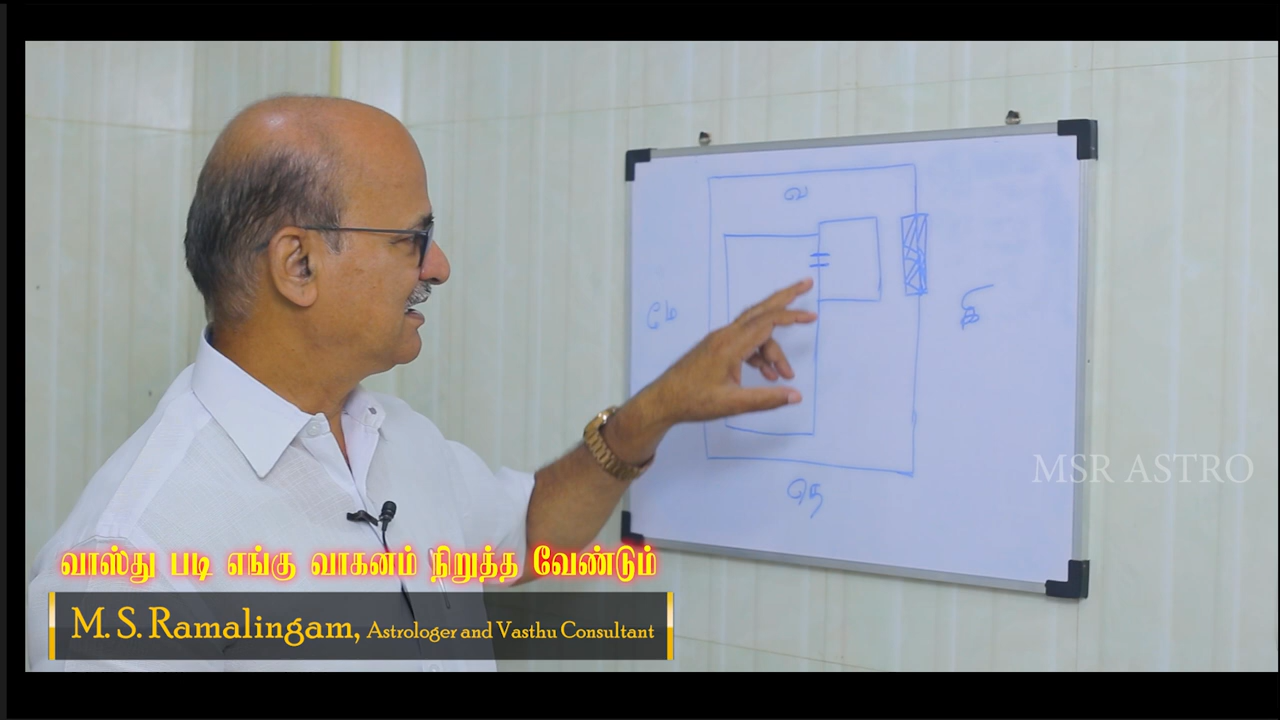 வ
மே
கி
தெ
MSR ASTRO
வாஸ்து படி எங்கு வாகனம் நிறுத்த வேண்டும்
M. S. Ramalingam, Astrologer and Vasthu Consultant